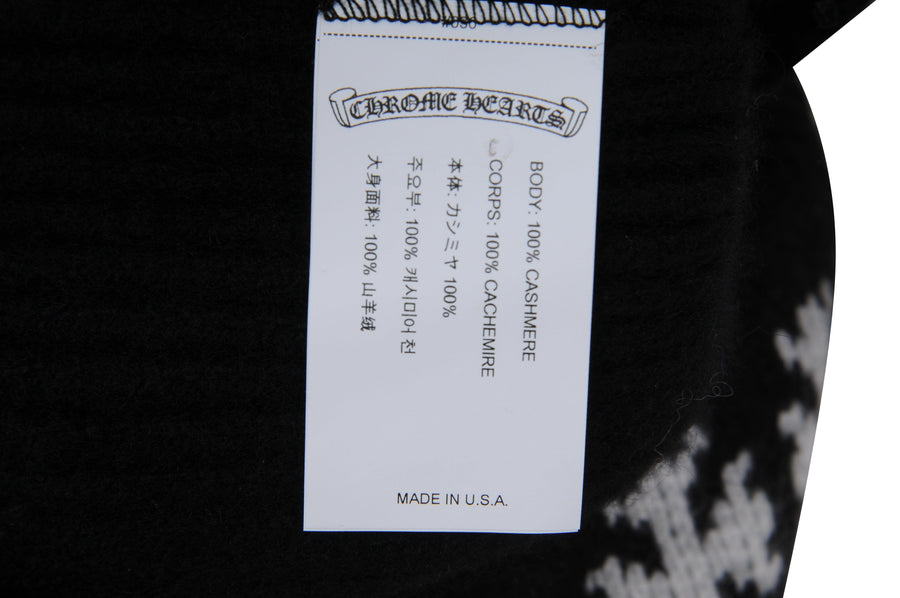 CHROME HEARTS
BODY: 100% CASHMERE
CORPS: 100% CACHEMIRE
本体: カシミヤ 100%
주요부: 100% 캐시미어 천
大身面料: 100% 山羊绒
MADE IN U.S.A.